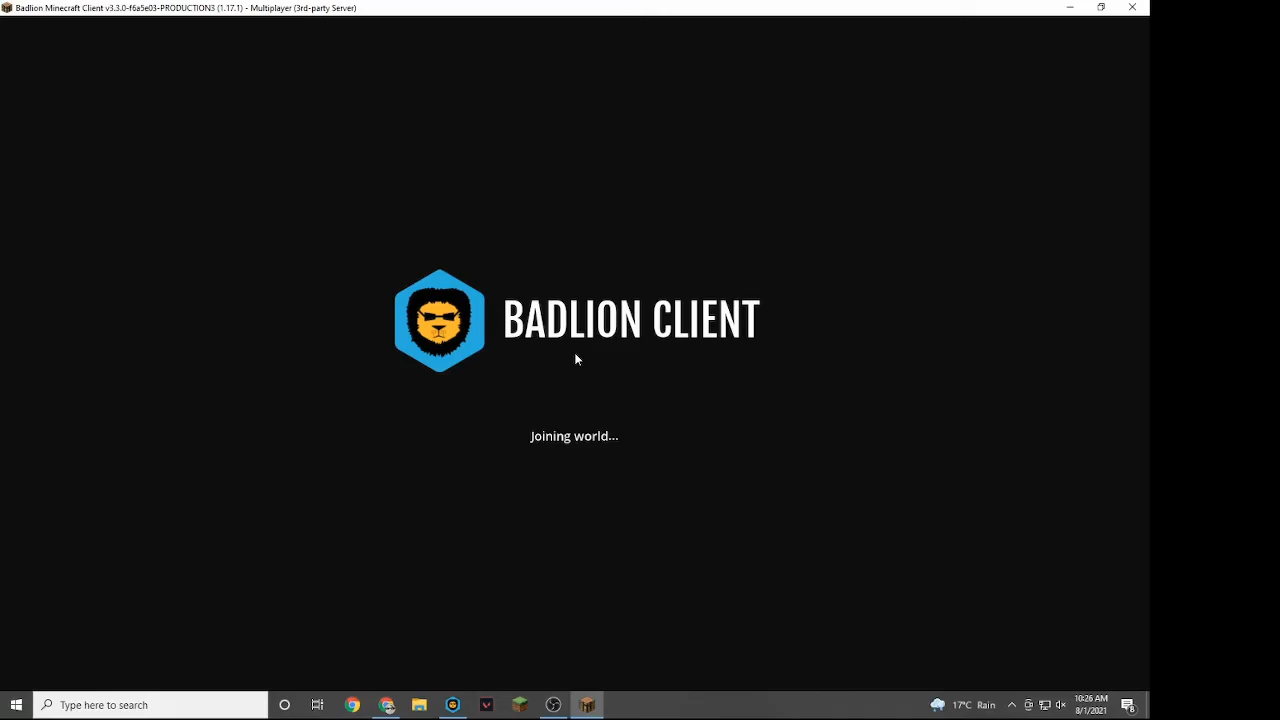 Badlion Minecraft Client v3.3.0-f6a5e03-PRODUCTION3 (1.17.1) - Multiplayer (3rd-party Server)
BADLION CLIENT
Joining world...
Type here to search
17°C Rain
10:26 AM
8/1/2021
8